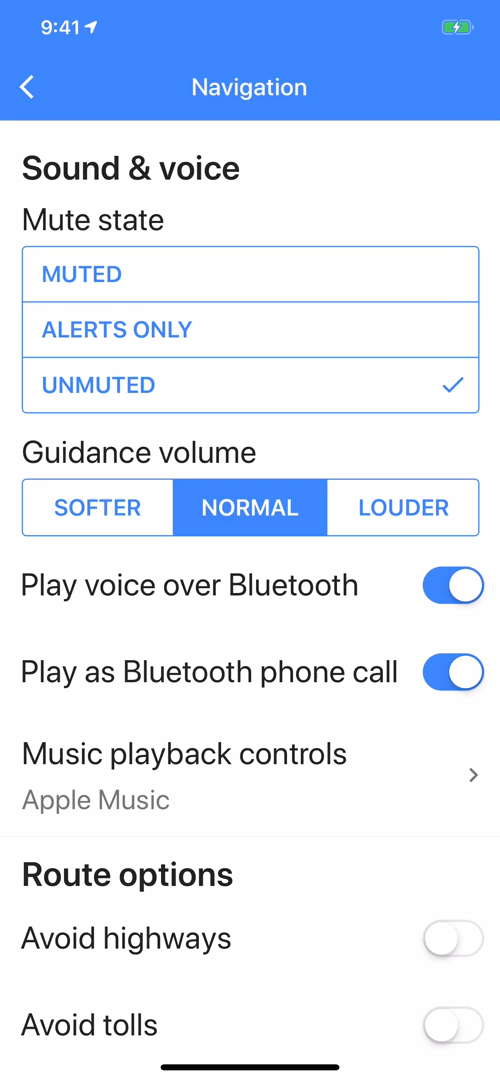 9:41
Navigation
Sound & voice
Mute state
MUTED
ALERTS ONLY
UNMUTED
Guidance volume
SOFTER NORMAL LOUDER
Play voice over Bluetooth
Play as Bluetooth phone call
Music playback controls
Apple Music
Route options
Avoid highways
Avoid tolls